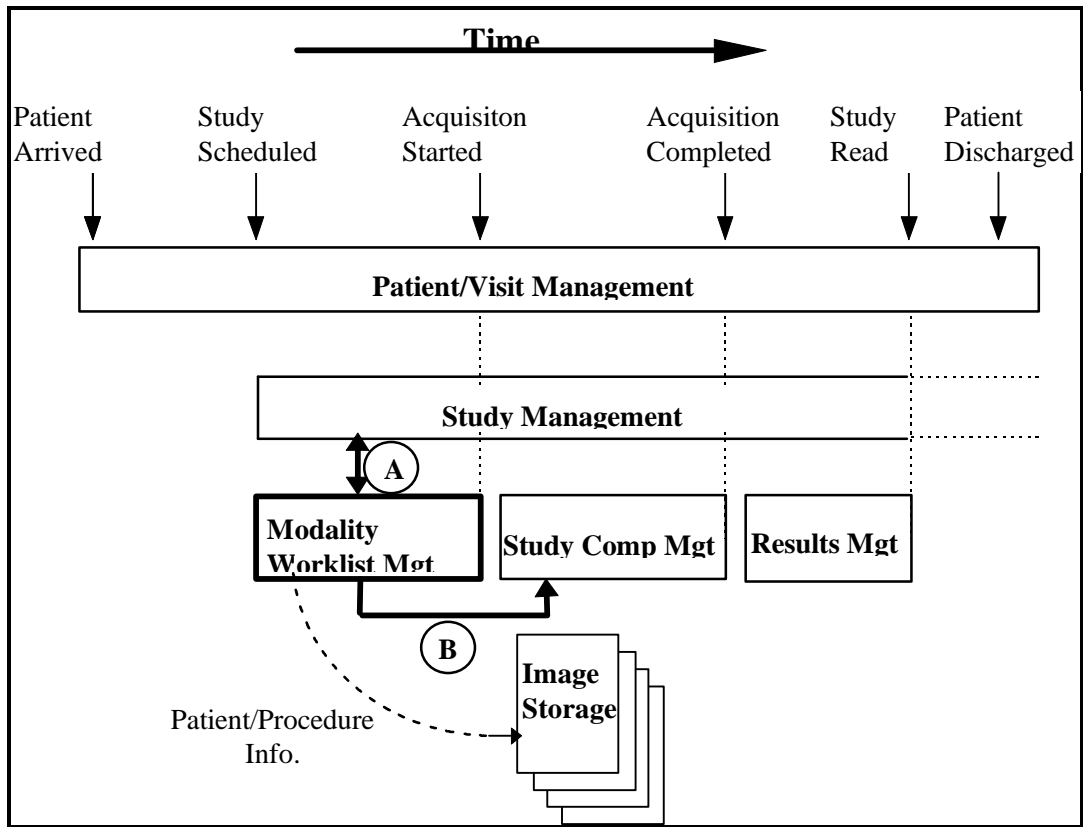 Time
Patient
Arrived
Study
Scheduled
Acquisiton
Started
Acquisition
Completed
Study
Read
Patient
Discharged
Patient/Visit Management
Study Management
A
Modality
Worklist Mgt
Study Comp Mgt
Results Mgt
B
Image
Storage
Patient/Procedure
Info.